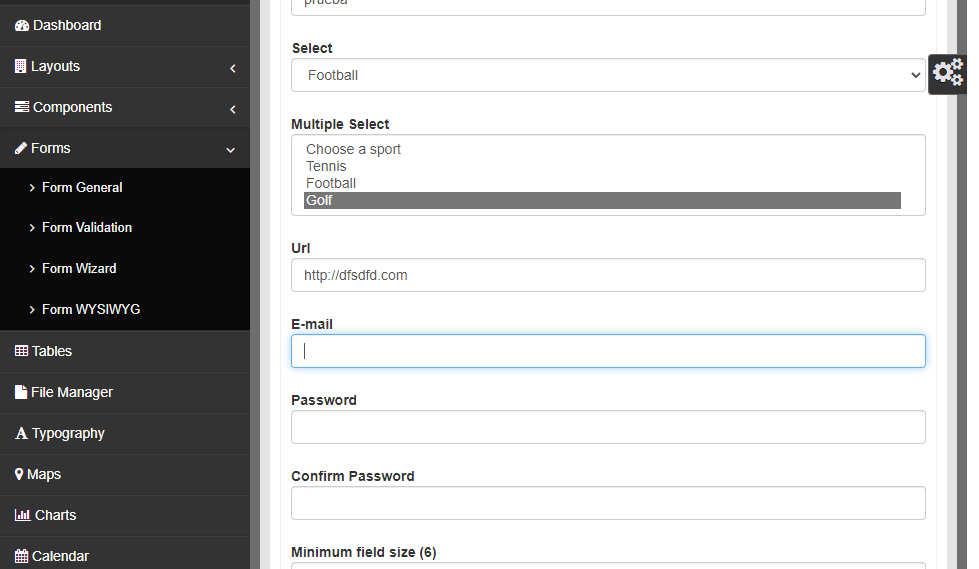 Dashboard
Layouts
Components
Forms
Form General
Form Validation
Form Wizard
Form WYSIWYG
Tables
File Manager
Typography
Maps
Charts
Calendar
prueba
Select
Football
Multiple Select
Choose a sport
Tennis
Football
Golf
Url
http://dfsdfd.com
E-mail
Password
Confirm Password
Minimum field size (6)